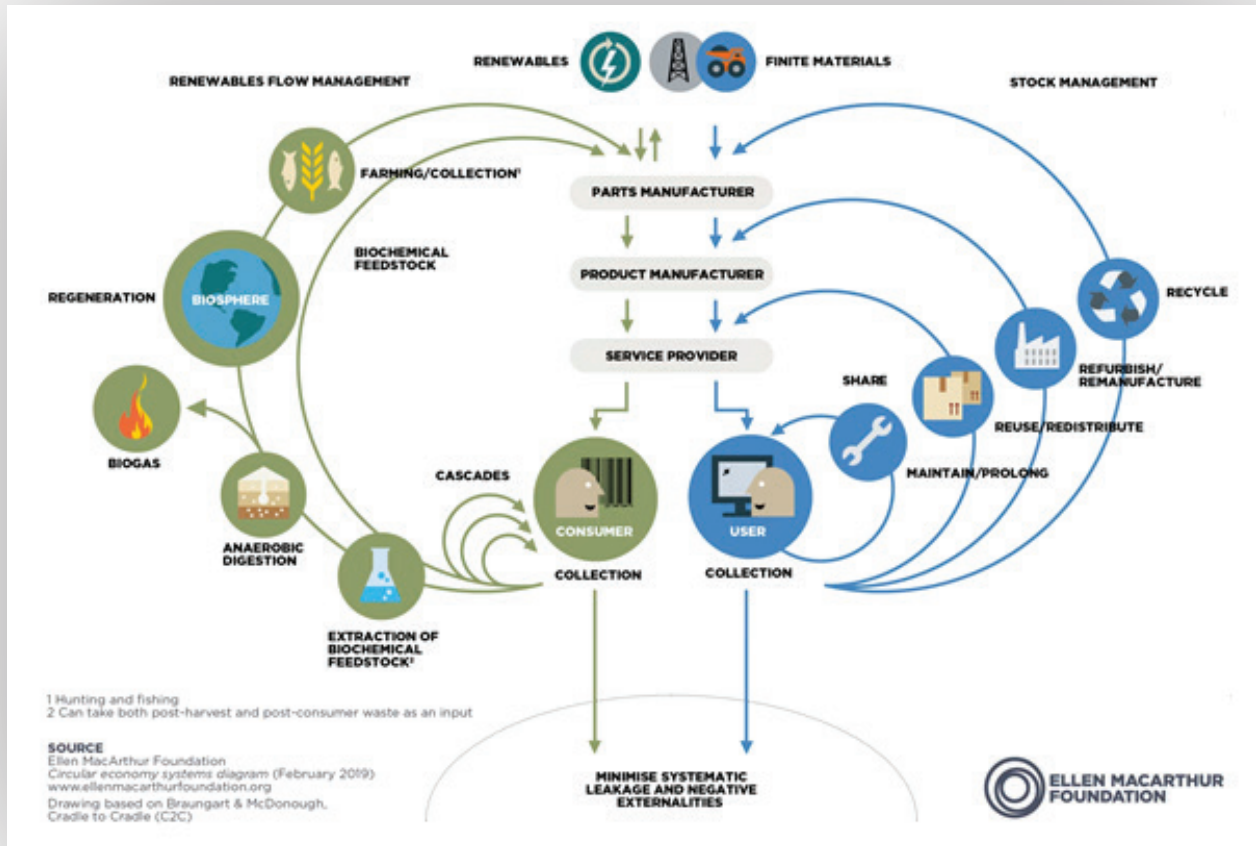 RENEWABLES
FINITE MATERIALS
RENEWABLES FLOW MANAGEMENT
STOCK MANAGEMENT
FARMING/COLLECTION¹
PARTS MANUFACTURER
BIOCHEMICAL
FEEDSTOCK
PRODUCT MANUFACTURER
REGENERATION
BIOSPHERE
RECYCLE
SERVICE PROVIDER
SHARE
REFURBISH/
REMANUFACTURE
REUSE/REDISTRIBUTE
BIOGAS
CASCADES
MAINTAIN/PROLONG
CONSUMER
USER
ANAEROBIC
DIGESTION
COLLECTION
COLLECTION
EXTRACTION OF
BIOCHEMICAL
FEEDSTOCK²
1 Hunting and fishing
2 Can take both post-harvest and post-consumer waste as an input
SOURCE
Ellen MacArthur Foundation
Circular economy systems diagram (February 2019)
www.ellenmacarthurfoundation.org
Drawing based on Braungart & McDonough,
Cradle to Cradle (C2C)
MINIMISE SYSTEMATIC
LEAKAGE AND NEGATIVE
EXTERNALITIES
ELLEN MACARTHUR
FOUNDATION